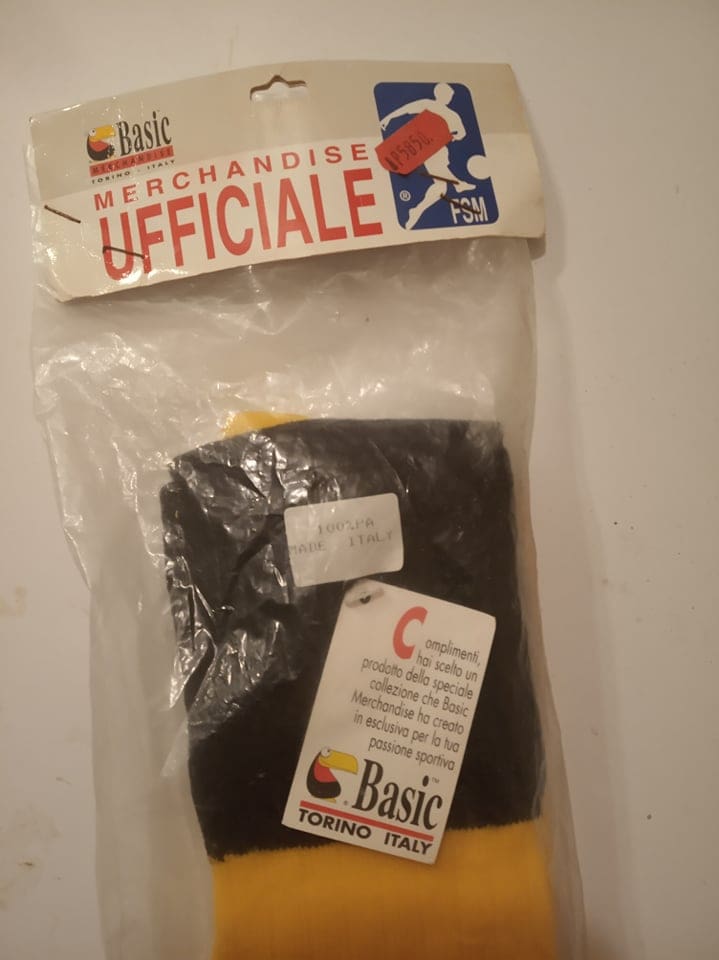 Basic
MERCHANDISE
TORINO - ITALY
MERCHANDISE
UFFICIALE
®
FSM
100%PA
MADE ITALY
Complimenti,
hai scelto un
prodotto della speciale
collezione che Basic
Merchandise ha creato
in esclusiva per la tua
passione sportiva
® Basic™
TORINO ITALY